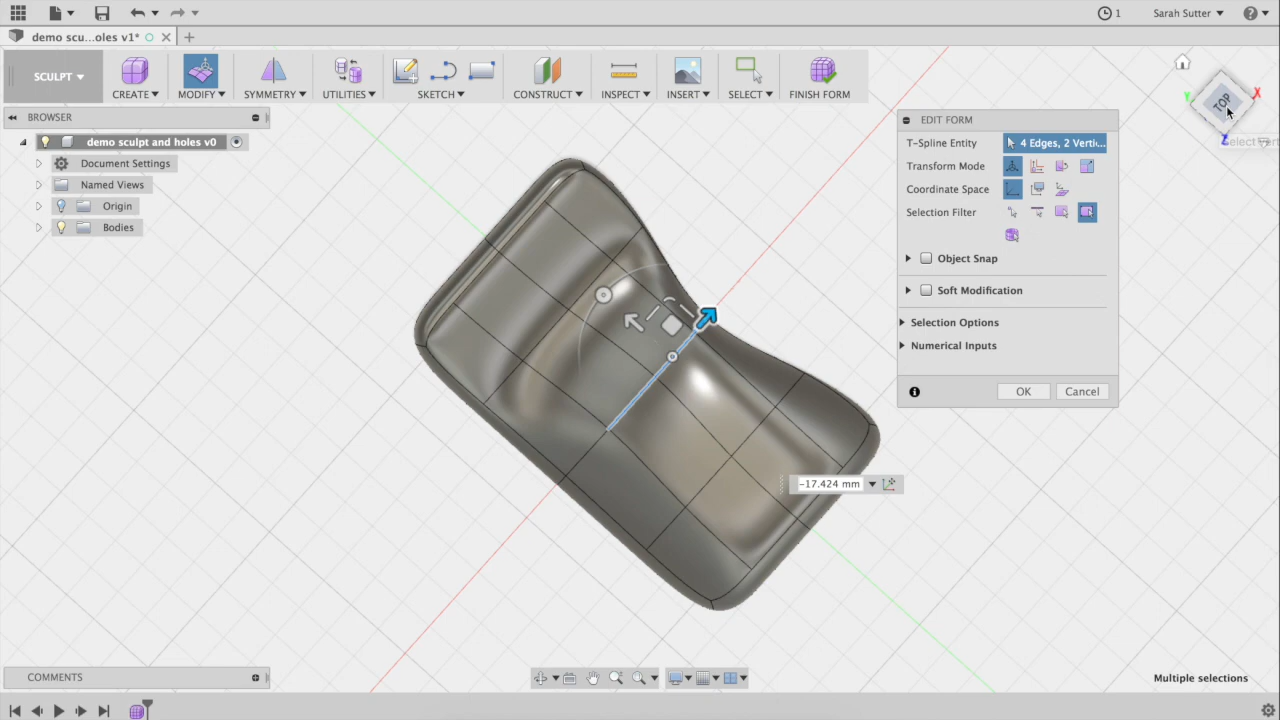 1 Sarah Sutter
demo scu...oles v1*
SCULPT
CREATE MODIFY SYMMETRY UTILITIES SKETCH CONSTRUCT INSPECT INSERT SELECT FINISH FORM
TOP
X
Y
Z
BROWSER
demo sculpt and holes v0
Document Settings
Named Views
Origin
Bodies
EDIT FORM
T-Spline Entity 4 Edges, 2 Verti...
Transform Mode
Coordinate Space
Selection Filter
Object Snap
Soft Modification
Selection Options
Numerical Inputs
OK Cancel
-17.424 mm
COMMENTS
Multiple selections